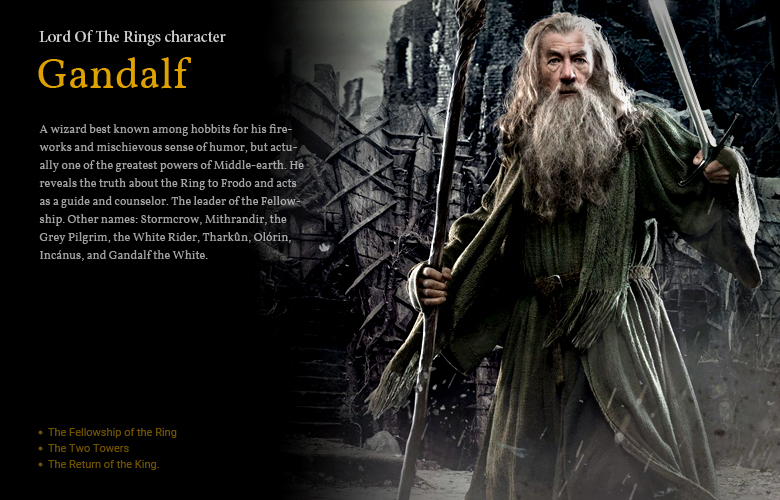 Lord Of The Rings character
Gandalf
A wizard best known among hobbits for his fire-
works and mischievous sense of humor, but actu-
ally one of the greatest powers of Middle-earth. He
reveals the truth about the Ring to Frodo and acts
as a guide and counselor. The leader of the Fellow-
ship. Other names: Stormcrow, Mithrandir, the
Grey Pilgrim, the White Rider, Tharkûn, Olórin,
Incánus, and Gandalf the White.
• The Fellowship of the Ring
• The Two Towers
• The Return of the King.